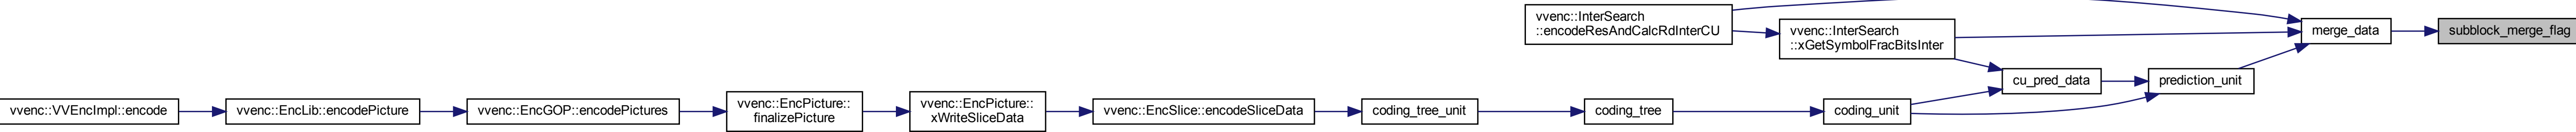 vvenc::InterSearch
::encodeResAndCalcRdInterCU
vvenc::InterSearch
::xGetSymbolFracBitsInter
merge_data
subblock_merge_flag
cu_pred_data
prediction_unit
vvenc::VVEncImpl::encode
vvenc::EncLib::encodePicture
vvenc::EncGOP::encodePictures
vvenc::EncPicture::
finalizePicture
vvenc::EncPicture::
xWriteSliceData
vvenc::EncSlice::encodeSliceData
coding_tree_unit
coding_tree
coding_unit